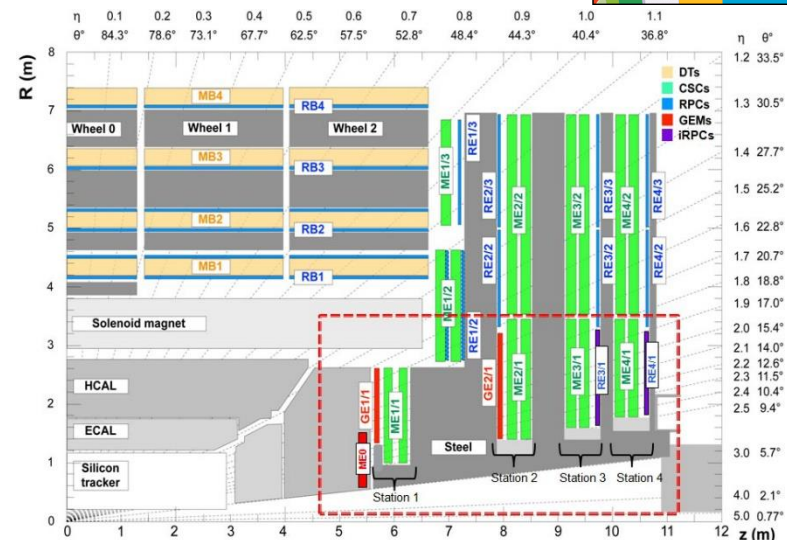 η 0.1 0.2 0.3 0.4 0.5 0.6 0.7 0.8 0.9 1.0 1.1
θ° 84.3° 78.6° 73.1° 67.7° 62.5° 57.5° 52.8° 48.4° 44.3° 40.4° 36.8° η θ°
R (m)
8
7
6
5
4
3
2
1
0
1.2 33.5°
1.3 30.5°
1.4 27.7°
1.5 25.2°
1.6 22.8°
1.7 20.7°
1.8 18.8°
1.9 17.0°
2.0 15.4°
2.1 14.0°
2.2 12.6°
2.3 11.5°
2.4 10.4°
2.5 9.4°
3.0 5.7°
4.0 2.1°
5.0 0.77°
DTs
CSCs
RPCs
GEMs
iRPCs
MB4
RB4
Wheel 0 Wheel 1 Wheel 2
MB3
RB3
MB2
RB2
MB1
RB1
Solenoid magnet
HCAL
ECAL
Silicon
tracker
Steel
ME1/3
RE1/3
RE2/3
ME2/2
ME3/2
RE3/3
ME4/2
RE4/3
ME1/2
RE1/2
RE2/2
RE3/2
RE4/2
GE1/1
ME1/1
GE2/1
ME2/1
ME3/1
RE3/1
ME4/1
RE4/1
ME0
Station 1
Station 2
Station 3
Station 4
0 1 2 3 4 5 6 7 8 9 10 11 12
z (m)